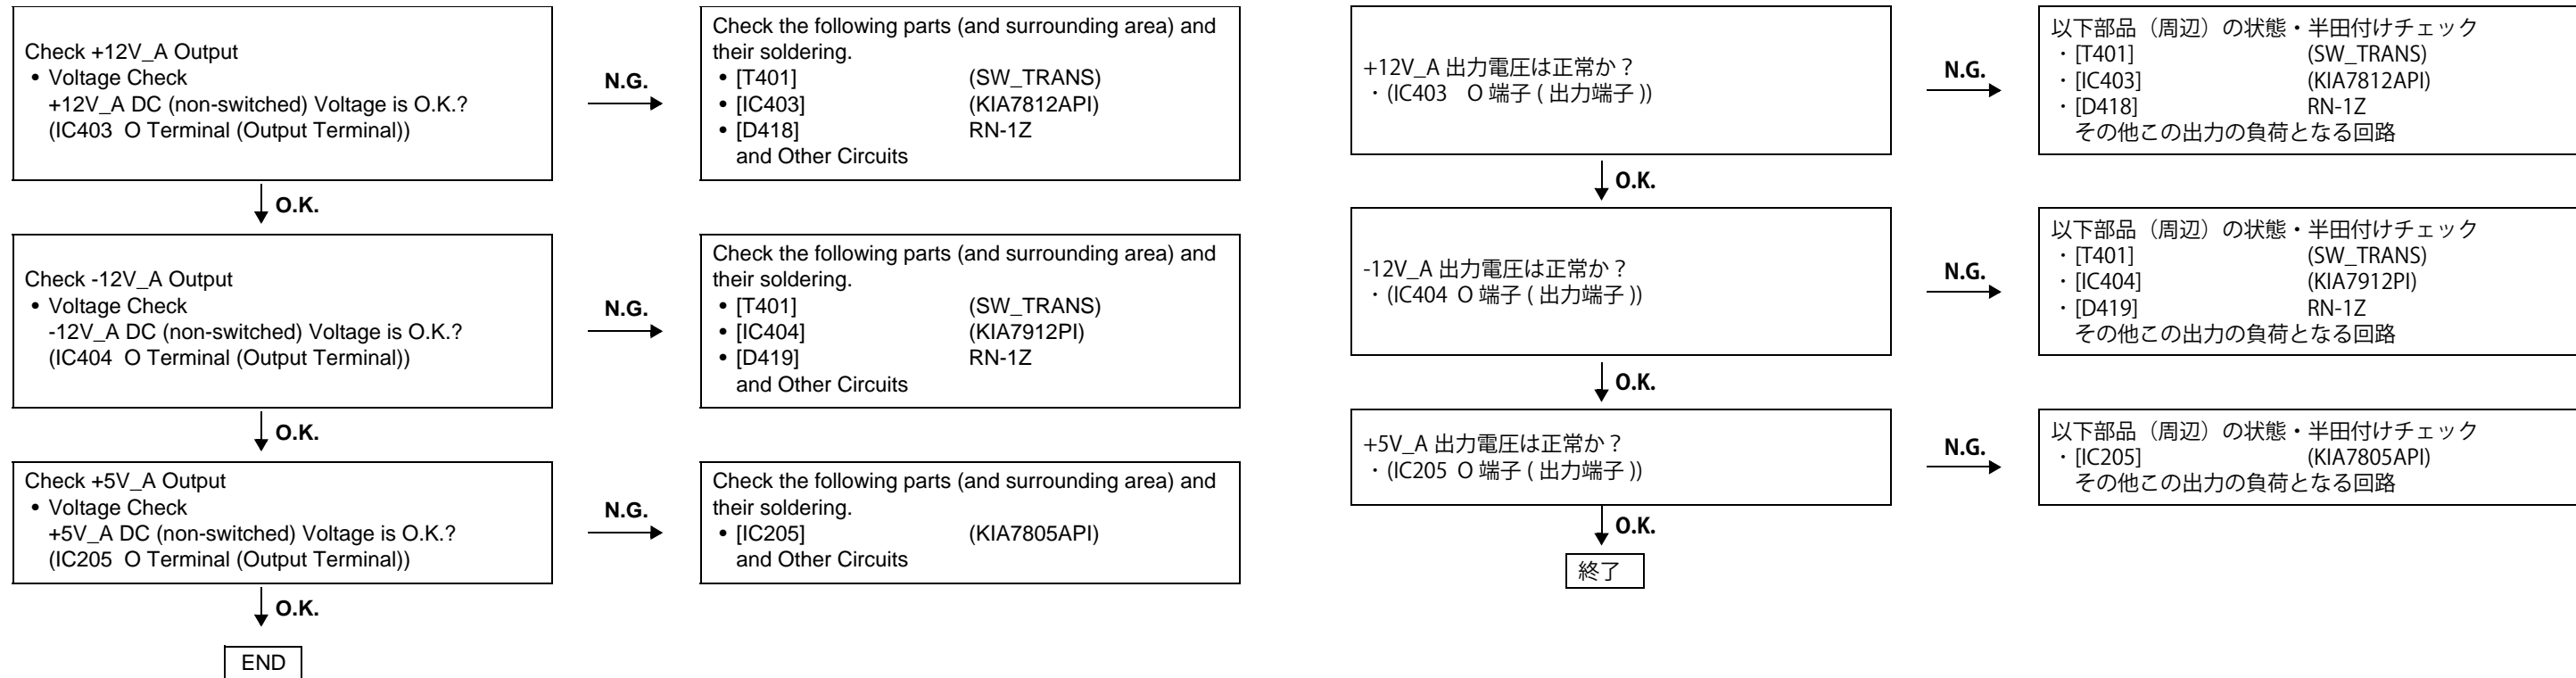 Check +12V_A Output
• Voltage Check
+12V_A DC (non-switched) Voltage is O.K.?
(IC403 O Terminal (Output Terminal))
N.G.
Check the following parts (and surrounding area) and
their soldering.
• [T401] (SW_TRANS)
• [IC403] (KIA7812API)
• [D418] RN-1Z
and Other Circuits
O.K.
Check -12V_A Output
• Voltage Check
-12V_A DC (non-switched) Voltage is O.K.?
(IC404 O Terminal (Output Terminal))
N.G.
Check the following parts (and surrounding area) and
their soldering.
• [T401] (SW_TRANS)
• [IC404] (KIA7912PI)
• [D419] RN-1Z
and Other Circuits
O.K.
Check +5V_A Output
• Voltage Check
+5V_A DC (non-switched) Voltage is O.K.?
(IC205 O Terminal (Output Terminal))
N.G.
Check the following parts (and surrounding area) and
their soldering.
• [IC205] (KIA7805API)
and Other Circuits
O.K.
END
+12V_A 出力電圧は正常か？
・(IC403 O 端子 ( 出力端子 ))
N.G.
以下部品（周辺）の状態・半田付けチェック
・[T401] (SW_TRANS)
・[IC403] (KIA7812API)
・[D418] RN-1Z
その他この出力の負荷となる回路
O.K.
-12V_A 出力電圧は正常か？
・(IC404 O 端子 ( 出力端子 ))
N.G.
以下部品（周辺）の状態・半田付けチェック
・[T401] (SW_TRANS)
・[IC404] (KIA7912PI)
・[D419] RN-1Z
その他この出力の負荷となる回路
O.K.
+5V_A 出力電圧は正常か？
・(IC205 O 端子 ( 出力端子 ))
N.G.
以下部品（周辺）の状態・半田付けチェック
・[IC205] (KIA7805API)
その他この出力の負荷となる回路
O.K.
終了